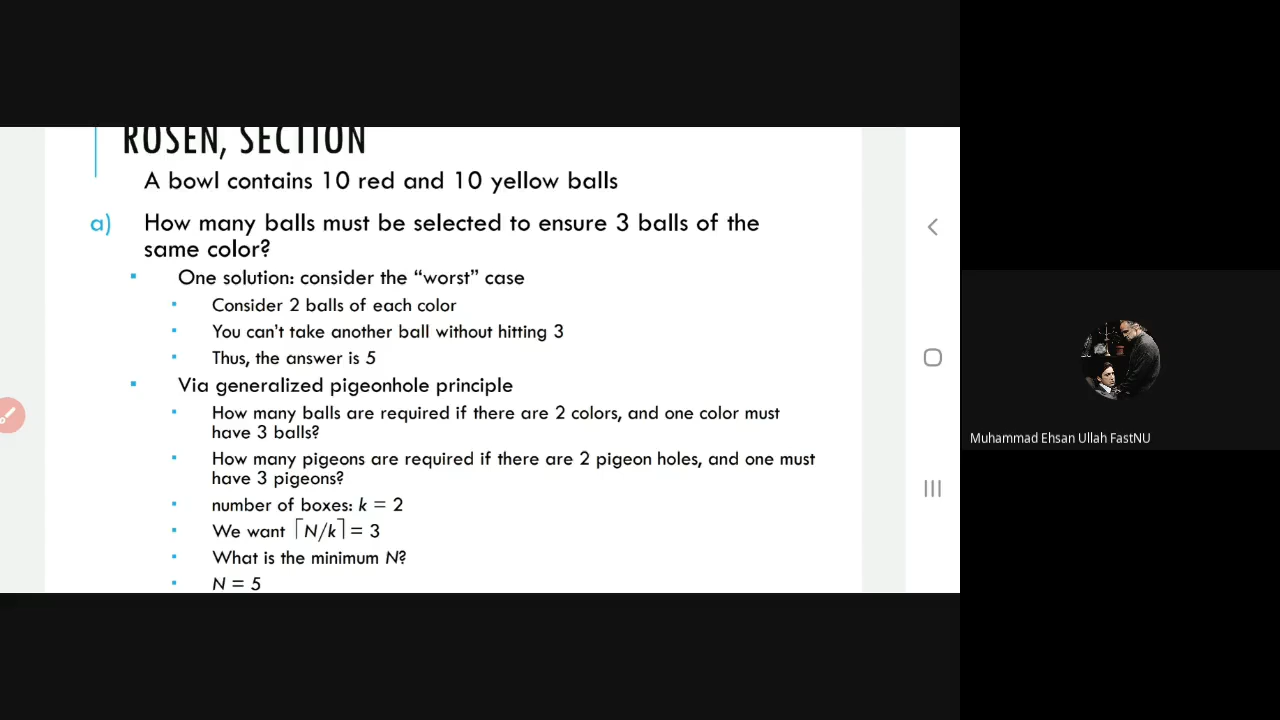 ROSEN, SECTION
A bowl contains 10 red and 10 yellow balls
a) How many balls must be selected to ensure 3 balls of the
same color?
▪ One solution: consider the “worst” case
▪ Consider 2 balls of each color
▪ You can’t take another ball without hitting 3
▪ Thus, the answer is 5
▪ Via generalized pigeonhole principle
▪ How many balls are required if there are 2 colors, and one color must
have 3 balls?
▪ How many pigeons are required if there are 2 pigeon holes, and one must
have 3 pigeons?
▪ number of boxes: k = 2
▪ We want ⌈N/k⌉ = 3
▪ What is the minimum N?
▪ N = 5
Muhammad Ehsan Ullah FastNU